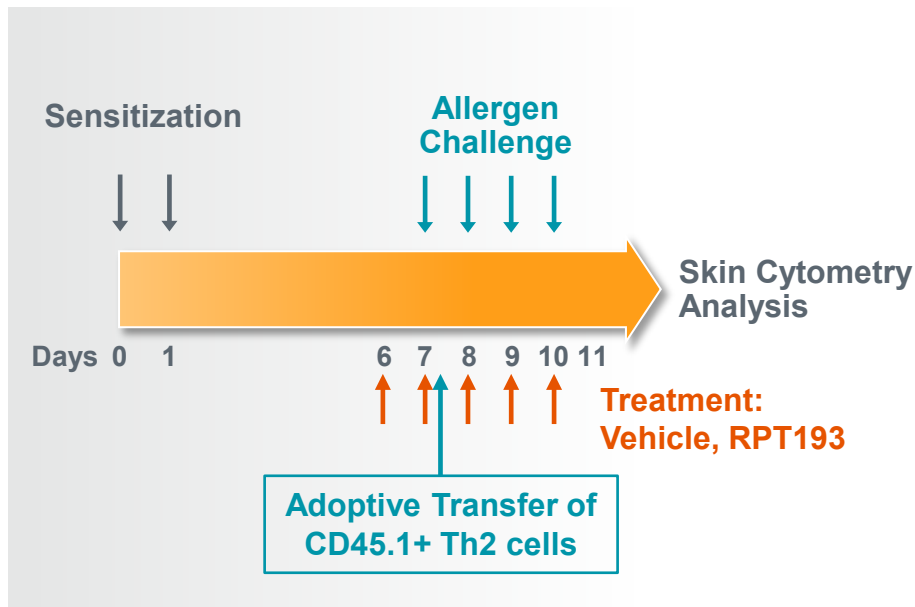 Sensitization
Allergen
Challenge
Skin Cytometry
Analysis
Days 0 1 6 7 8 9 10 11
Treatment:
Vehicle, RPT193
Adoptive Transfer of
CD45.1+ Th2 cells